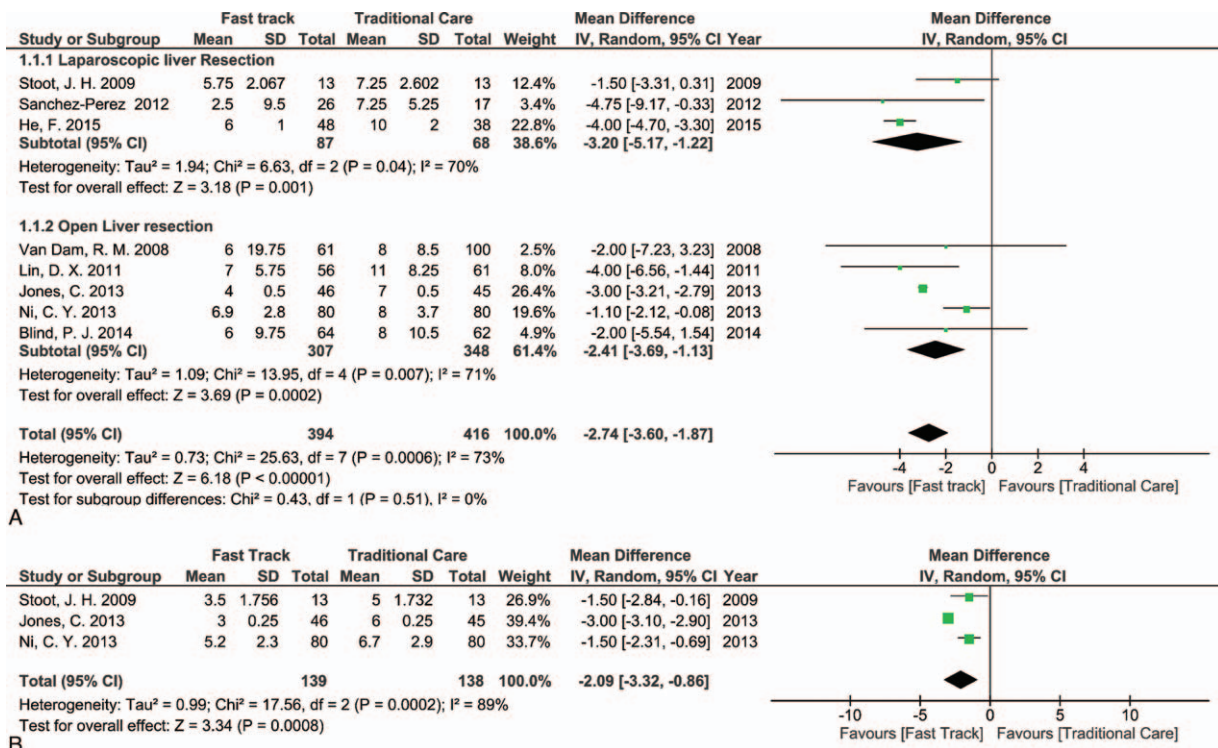 Fast track Traditional Care Mean Difference Mean Difference
Study or Subgroup Mean SD Total Mean SD Total Weight IV, Random, 95% CI Year IV, Random, 95% CI
1.1.1 Laparoscopic liver Resection
Stoot, J. H. 2009 5.75 2.067 13 7.25 2.602 13 12.4% -1.50 [-3.31, 0.31] 2009
Sanchez-Perez 2012 2.5 9.5 26 7.25 5.25 17 3.4% -4.75 [-9.17, -0.33] 2012
He, F. 2015 6 1 48 10 2 38 22.8% -4.00 [-4.70, -3.30] 2015
Subtotal (95% CI) 87 68 38.6% -3.20 [-5.17, -1.22]
Heterogeneity: Tau² = 1.94; Chi² = 6.63, df = 2 (P = 0.04); I² = 70%
Test for overall effect: Z = 3.18 (P = 0.001)
1.1.2 Open Liver resection
Van Dam, R. M. 2008 6 19.75 61 8 8.5 100 2.5% -2.00 [-7.23, 3.23] 2008
Lin, D. X. 2011 7 5.75 56 11 8.25 61 8.0% -4.00 [-6.56, -1.44] 2011
Jones, C. 2013 4 0.5 46 7 0.5 45 26.4% -3.00 [-3.21, -2.79] 2013
Ni, C. Y. 2013 6.9 2.8 80 8 3.7 80 19.6% -1.10 [-2.12, -0.08] 2013
Blind, P. J. 2014 6 9.75 64 8 10.5 62 4.9% -2.00 [-5.54, 1.54] 2014
Subtotal (95% CI) 307 348 61.4% -2.41 [-3.69, -1.13]
Heterogeneity: Tau² = 1.09; Chi² = 13.95, df = 4 (P = 0.007); I² = 71%
Test for overall effect: Z = 3.69 (P = 0.0002)
Total (95% CI) 394 416 100.0% -2.74 [-3.60, -1.87]
Heterogeneity: Tau² = 0.73; Chi² = 25.63, df = 7 (P = 0.0006); I² = 73%
Test for overall effect: Z = 6.18 (P < 0.00001)
Test for subgroup differences: Chi² = 0.43, df = 1 (P = 0.51), I² = 0%
-4 -2 0 2 4
Favours [Fast track] Favours [Traditional Care]
A
Fast Track Traditional Care Mean Difference Mean Difference
Study or Subgroup Mean SD Total Mean SD Total Weight IV, Random, 95% CI Year IV, Random, 95% CI
Stoot, J. H. 2009 3.5 1.756 13 5 1.732 13 26.9% -1.50 [-2.84, -0.16] 2009
Jones, C. 2013 3 0.25 46 6 0.25 45 39.4% -3.00 [-3.10, -2.90] 2013
Ni, C. Y. 2013 5.2 2.3 80 6.7 2.9 80 33.7% -1.50 [-2.31, -0.69] 2013
Total (95% CI) 139 138 100.0% -2.09 [-3.32, -0.86]
Heterogeneity: Tau² = 0.99; Chi² = 17.56, df = 2 (P = 0.0002); I² = 89%
Test for overall effect: Z = 3.34 (P = 0.0008)
-10 -5 0 5 10
Favours [Fast Track] Favours [Traditional Care]
B